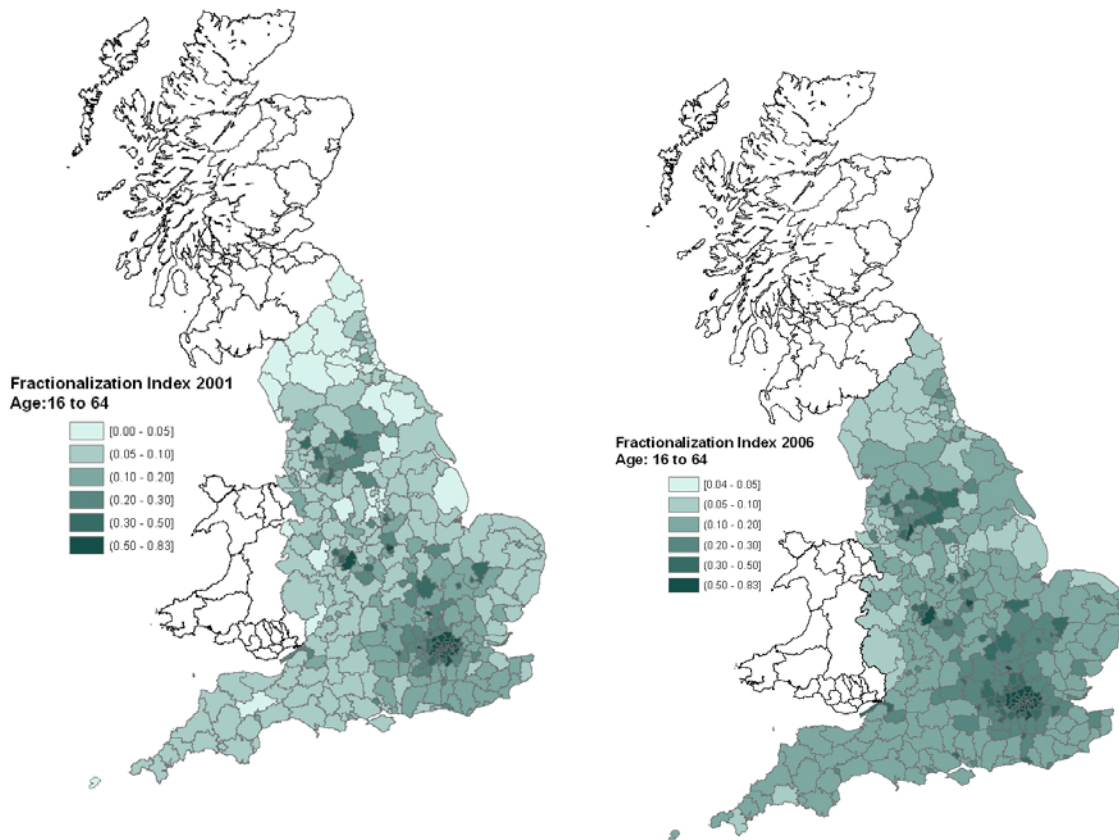 Fractionalization Index 2001
Age:16 to 64
[0.00 - 0.05]
(0.05 - 0.10]
(0.10 - 0.20]
(0.20 - 0.30]
(0.30 - 0.50]
(0.50 - 0.83]
Fractionalization Index 2006
Age: 16 to 64
[0.04 - 0.05]
(0.05 - 0.10]
(0.10 - 0.20]
(0.20 - 0.30]
(0.30 - 0.50]
(0.50 - 0.83]